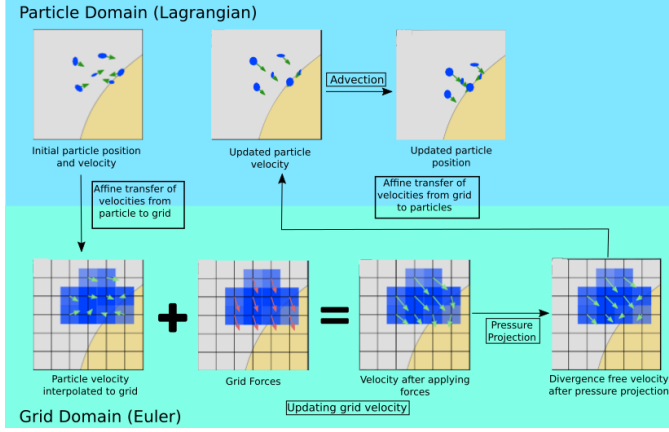 Particle Domain (Lagrangian)
Initial particle position
and velocity
Updated particle
velocity
Advection
Updated particle
position
Affine transfer of
velocities from
particle to grid
Affine transfer of
velocities from grid
to particles
Particle velocity
interpolated to grid
+
Grid Forces
=
Velocity after applying
forces
Pressure
Projection
Divergence free velocity
after pressure projection
Updating grid velocity
Grid Domain (Euler)